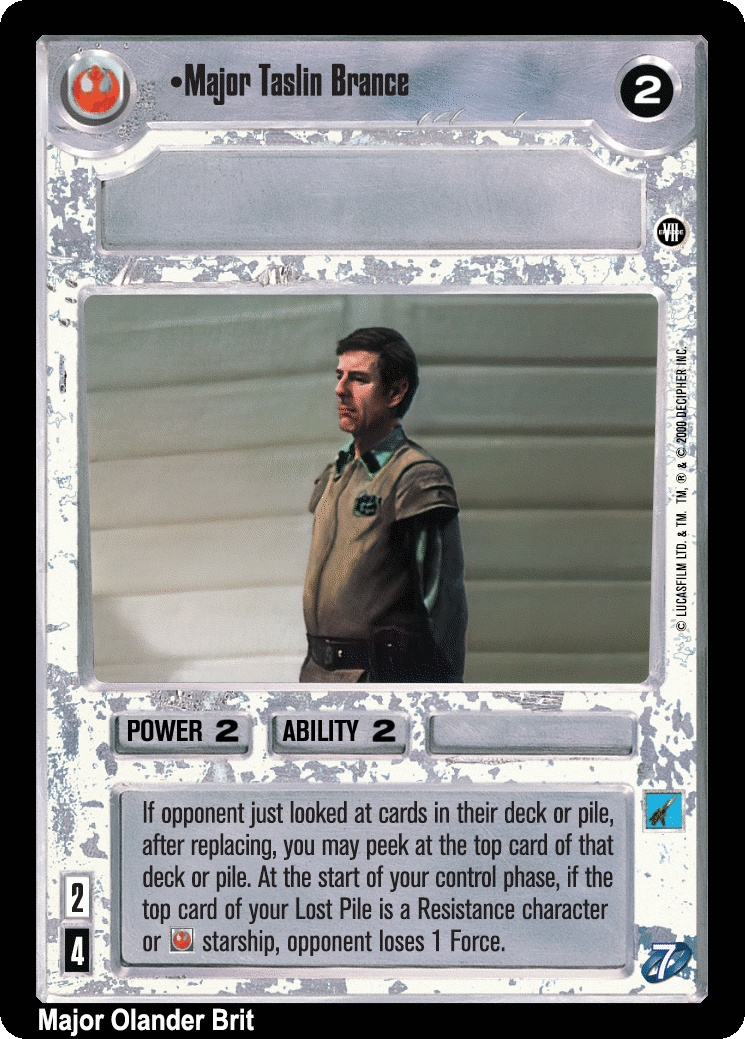 •Major Taslin Brance
2
EPISODE
VII
© LUCASFILM LTD. & TM. TM, ® & © 2000 DECIPHER INC.
POWER 2
ABILITY 2
If opponent just looked at cards in their deck or pile,
after replacing, you may peek at the top card of that
deck or pile. At the start of your control phase, if the
top card of your Lost Pile is a Resistance character
or starship, opponent loses 1 Force.
2
4
7
Major Olander Brit